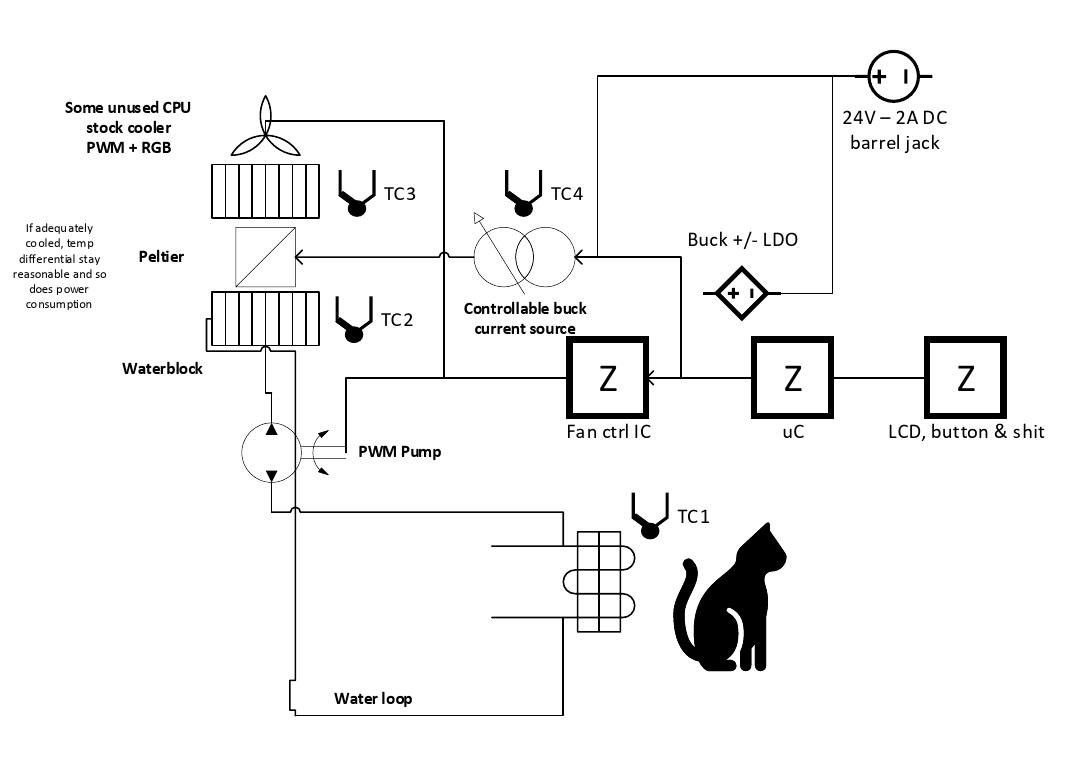 Some unused CPU
stock cooler
PWM + RGB
24V – 2A DC
barrel jack
TC3
TC4
If adequately
cooled, temp
differential stay
reasonable and so
does power
consumption
Peltier
Buck +/- LDO
Controllable buck
current source
TC2
Waterblock
Z
Z
Z
Fan ctrl IC
uC
LCD, button & shit
PWM Pump
TC1
Water loop